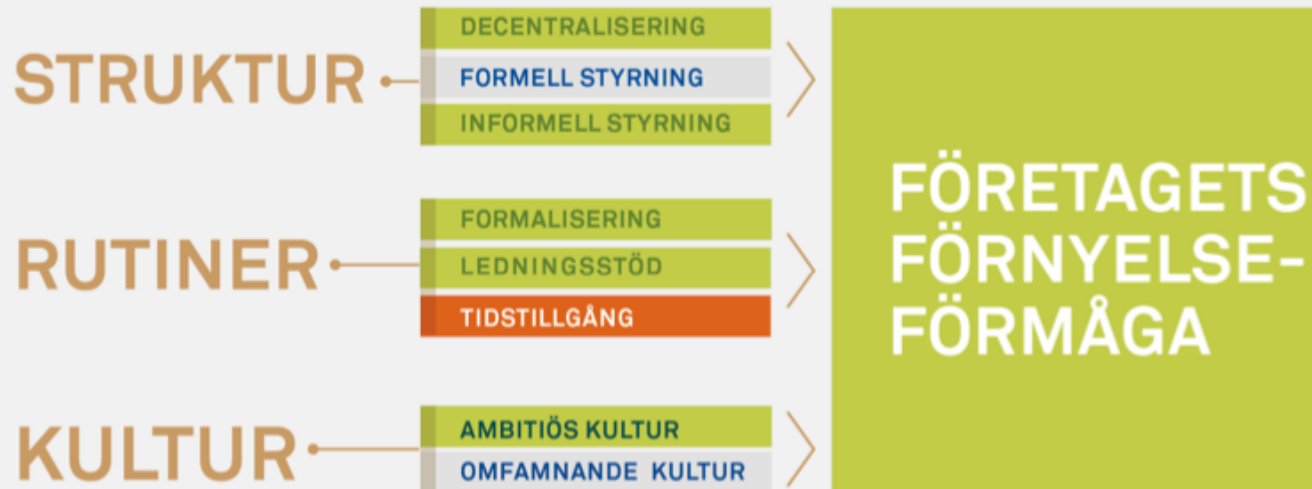 STRUKTUR
DECENTRALISERING
FORMELL STYRNING
INFORMELL STYRNING
RUTINER
FORMALISERING
LEDNINGSSTÖD
TIDSTILLGÅNG
KULTUR
AMBITIÖS KULTUR
OMFAMNANDE KULTUR
FÖRETAGETS
FÖRNYELSE-
FÖRMÅGA